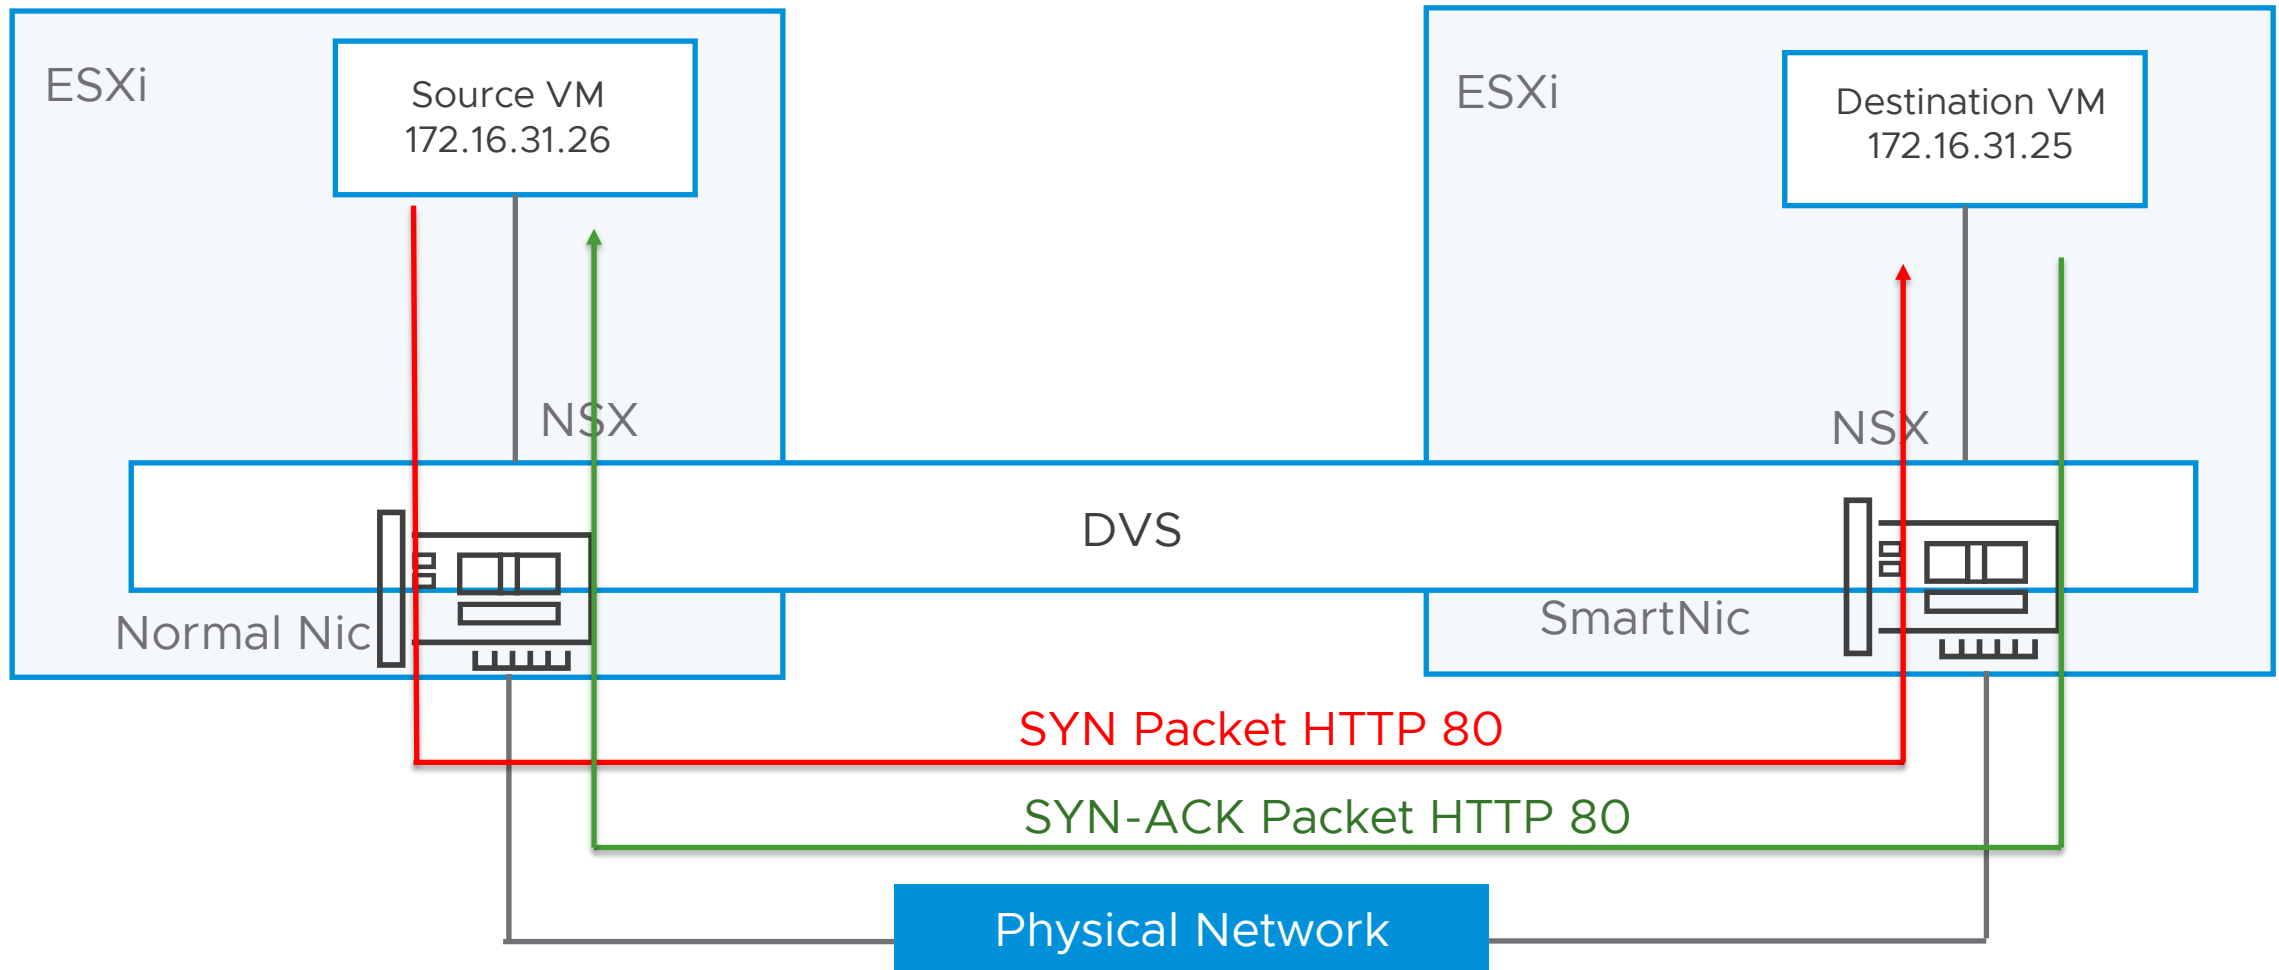 ESXi
Source VM
172.16.31.26
ESXi
Destination VM
172.16.31.25
NSX
NSX
DVS
Normal Nic
SmartNic
SYN Packet HTTP 80
SYN-ACK Packet HTTP 80
Physical Network